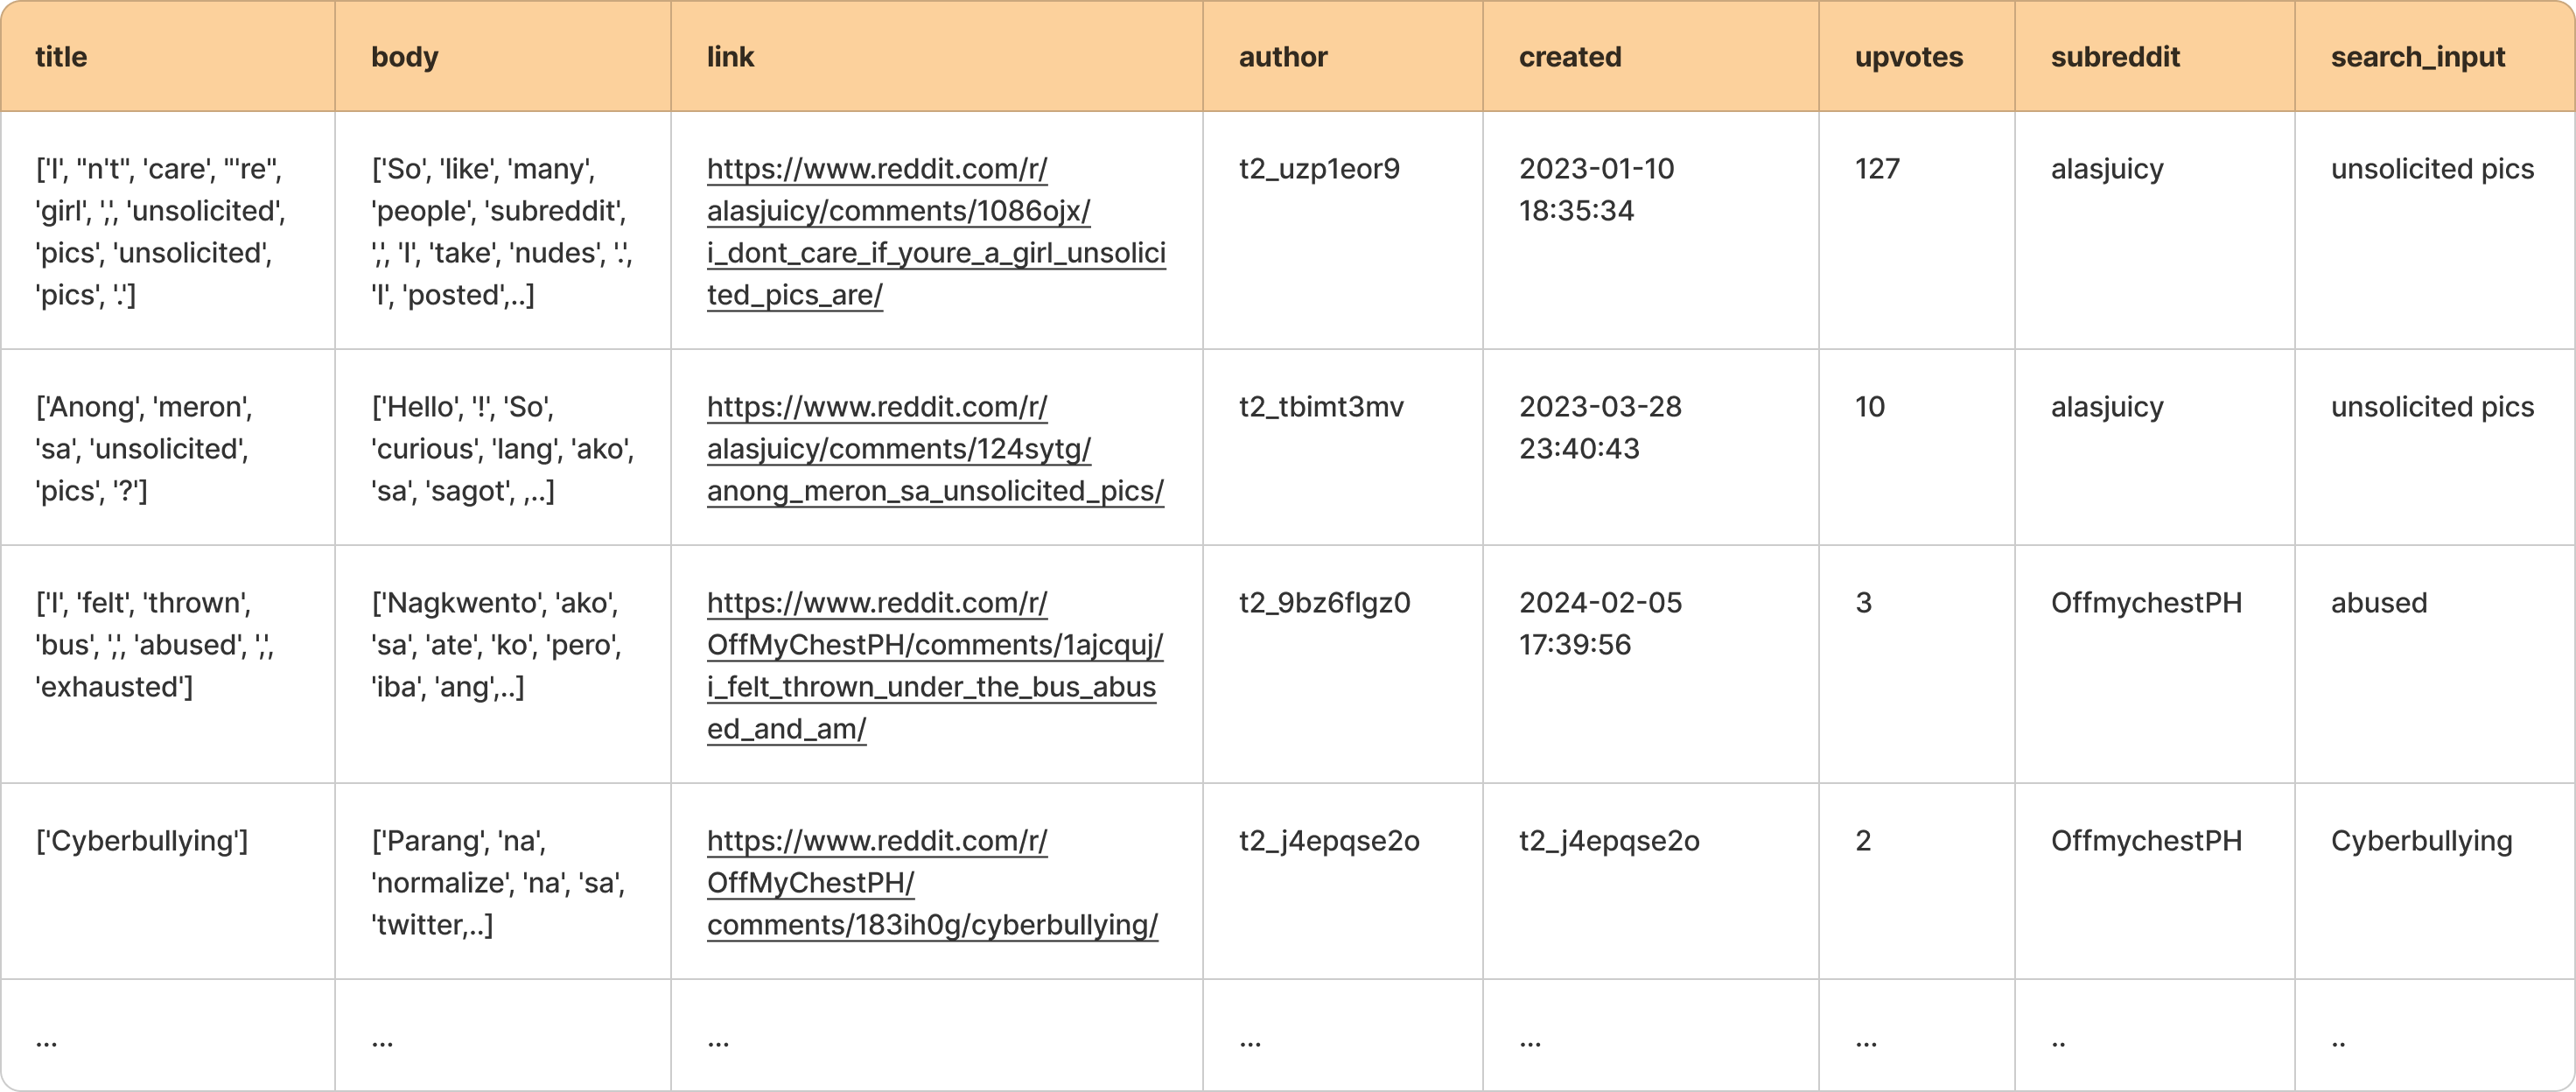 title body link author created upvotes subreddit search_input
['I', "n't", 'care', "'re", ['So', 'like', 'many', https://www.reddit.com/r/ t2_uzp1eor9 2023-01-10 127 alasjuicy unsolicited pics
'girl', ',', 'unsolicited', 'people', 'subreddit', alasjuicy/comments/1086ojx/ 18:35:34
'pics', 'unsolicited', ',', 'I', 'take', 'nudes', '.', i_dont_care_if_youre_a_girl_unsolici
'pics', '.'] 'I', 'posted',..] ted_pics_are/
['Anong', 'meron', ['Hello', '!', 'So', https://www.reddit.com/r/ t2_tbimt3mv 2023-03-28 10 alasjuicy unsolicited pics
'sa', 'unsolicited', 'curious', 'lang', 'ako', alasjuicy/comments/124sytg/ 23:40:43
'pics', '?'] 'sa', 'sagot', ,..] anong_meron_sa_unsolicited_pics/
['I', 'felt', 'thrown', ['Nagkwento', 'ako', https://www.reddit.com/r/ t2_9bz6flgz0 2024-02-05 3 OffmychestPH abused
'bus', ',', 'abused', ',', 'sa', 'ate', 'ko', 'pero', OffMyChestPH/comments/1ajcquj/ 17:39:56
'exhausted'] 'iba', 'ang',..] i_felt_thrown_under_the_bus_abus
ed_and_am/
['Cyberbullying'] ['Parang', 'na', https://www.reddit.com/r/ t2_j4epqse2o t2_j4epqse2o 2 OffmychestPH Cyberbullying
'normalize', 'na', 'sa', OffMyChestPH/
'twitter,..] comments/183ih0g/cyberbullying/
... ... ... ... ... ... .. ..